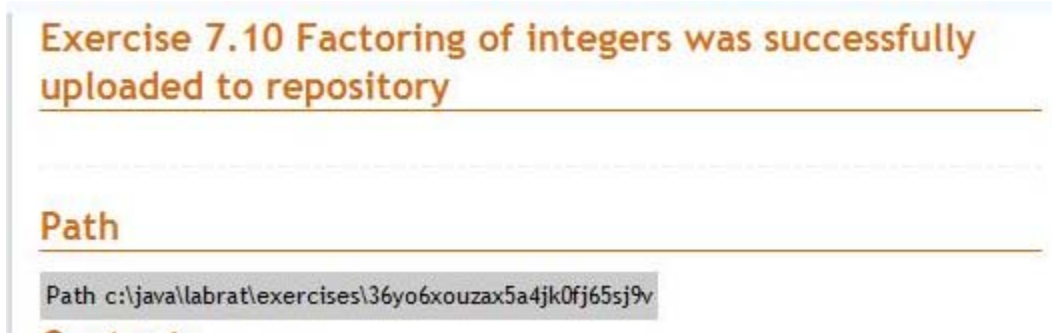 Exercise 7.10 Factoring of integers was successfully
uploaded to repository
Path
Path c:\java\labrat\exercises\36yo6xouzax5a4jk0fj65sj9v